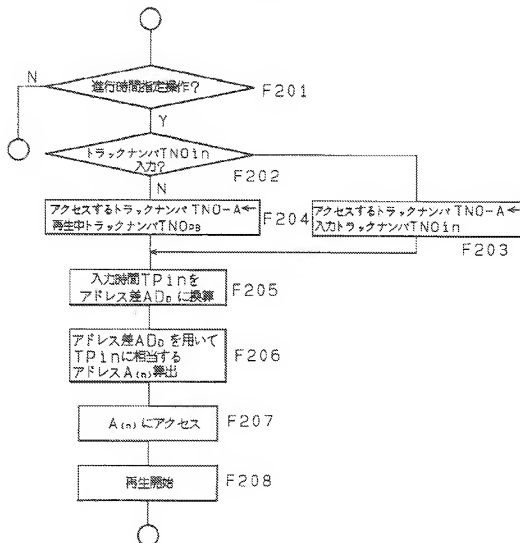 N
進行時間指定操作?
F201
Y
トラックナンバTNOin
入力?
F202
N
アクセスするトラックナンバ TNO-A←
再生中トラックナンバTNOPB
F204
アクセスするトラックナンバ TNO-A←
入力トラックナンバTNOin
F203
入力時間TPinを
アドレス差ADDに換算
F205
アドレス差ADDを用いて
TPinに相当する
アドレスA(n)算出
F206
A(n)にアクセス
F207
再生開始
F208